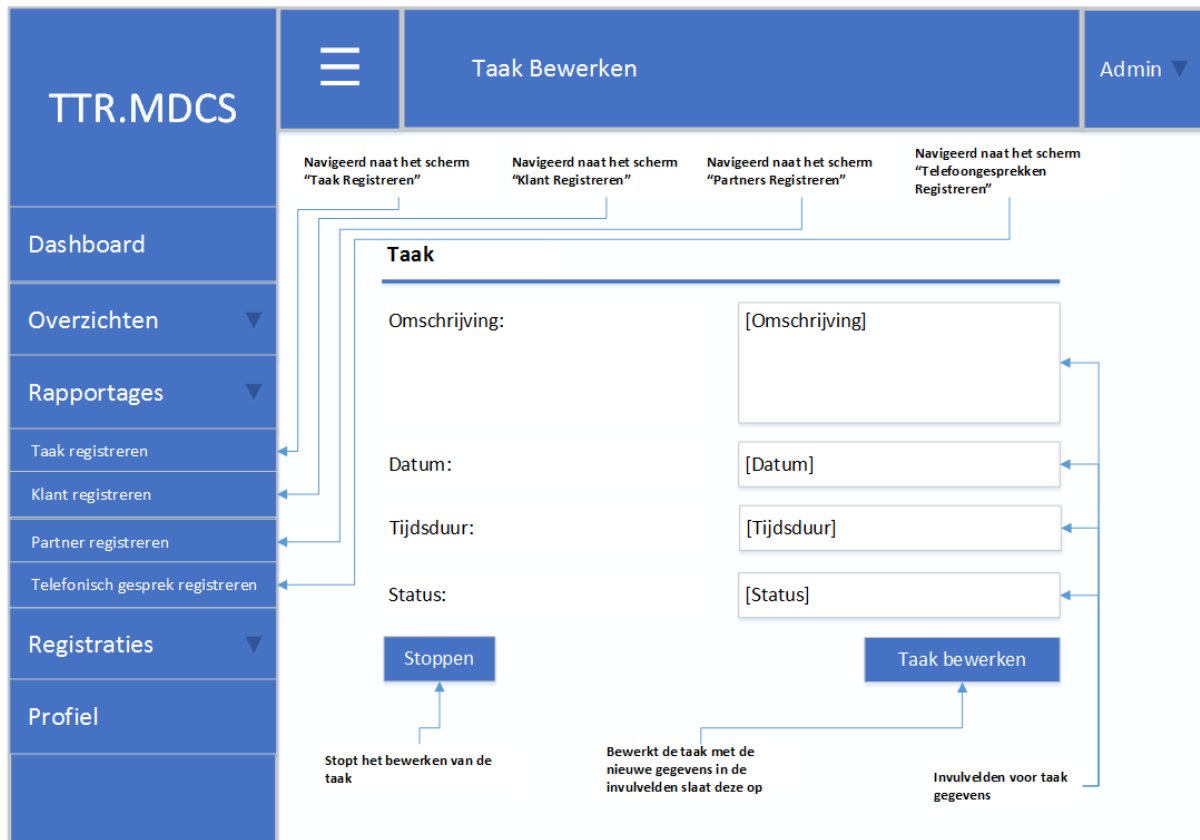 TTR.MDCS
Taak Bewerken
Admin
Navigeerd naat het scherm
“Taak Registreren”
Navigeerd naat het scherm
“Klant Registreren”
Navigeerd naat het scherm
“Partners Registreren”
Navigeerd naat het scherm
“Telefoongesprekken
Registreren”
Dashboard
Overzichten
Rapportages
Taak registreren
Klant registreren
Partner registreren
Telefonisch gesprek registreren
Registraties
Profiel
Taak
Omschrijving:
[Omschrijving]
Datum:
[Datum]
Tijdsduur:
[Tijdsduur]
Status:
[Status]
Stoppen
Taak bewerken
Stopt het bewerken van de
taak
Bewerkt de taak met de
nieuwe gegevens in de
invulvelden slaat deze op
Invulvelden voor taak
gegevens